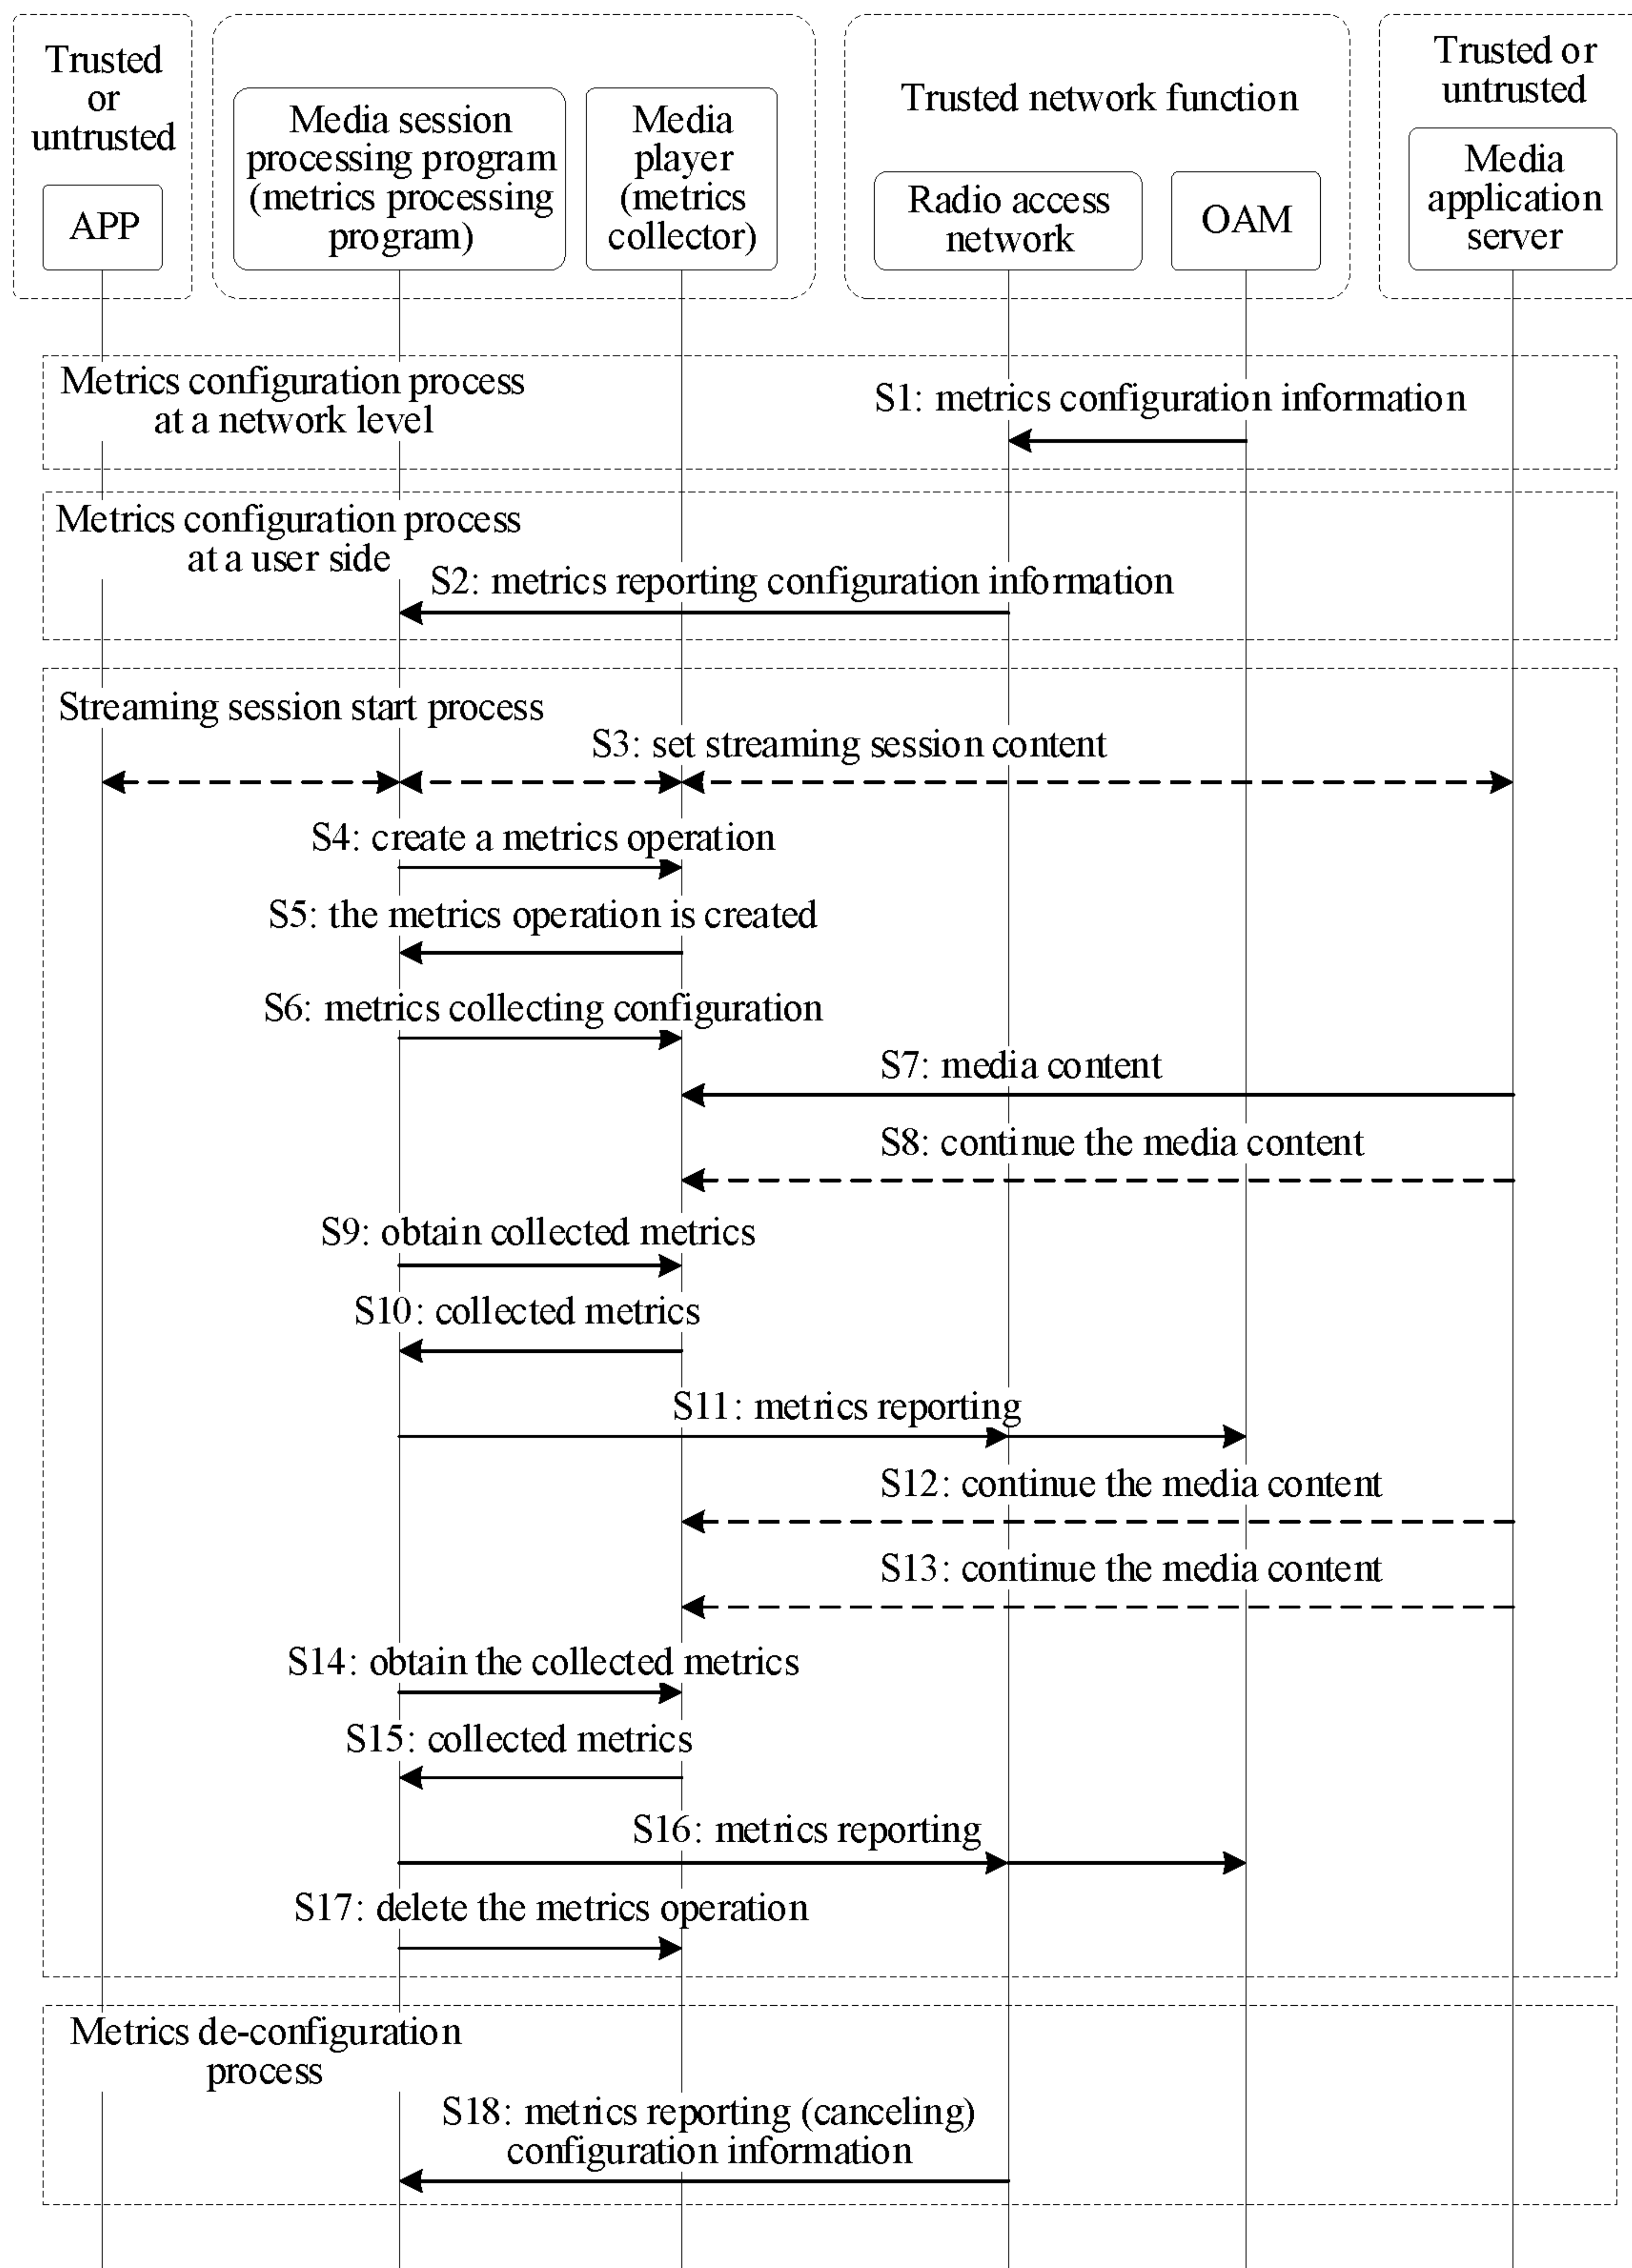 Trusted
or
untrusted
APP
Media session
processing program
(metrics processing
program)
Media
player
(metrics
collector)
Trusted network function
Radio access
network
OAM
Trusted or
untrusted
Media
application
server
Metrics configuration process
at a network level
S1: metrics configuration information
Metrics configuration process
at a user side
S2: metrics reporting configuration information
Streaming session start process
S3: set streaming session content
S4: create a metrics operation
S5: the metrics operation is created
S6: metrics collecting configuration
S7: media content
S8: continue the media content
S9: obtain collected metrics
S10: collected metrics
S11: metrics reporting
S12: continue the media content
S13: continue the media content
S14: obtain the collected metrics
S15: collected metrics
S16: metrics reporting
S17: delete the metrics operation
Metrics de-configuration
process
S18: metrics reporting (canceling)
configuration information